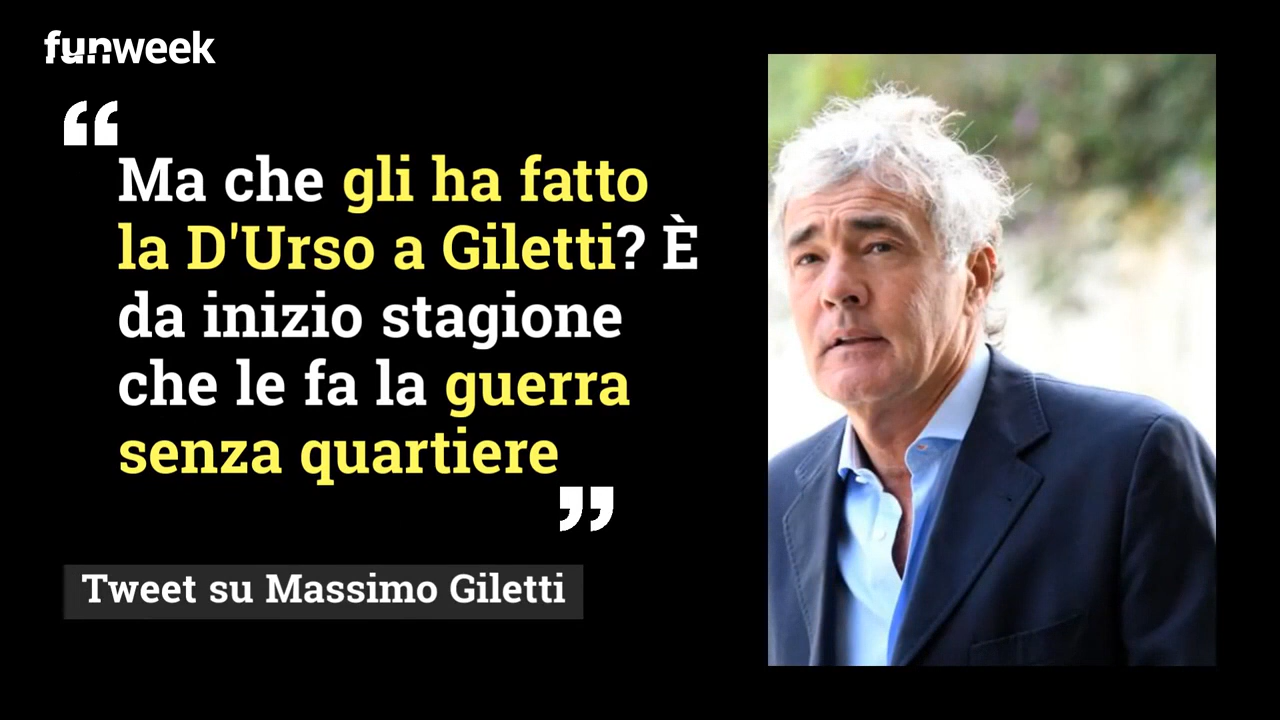 funweek
“
Ma che gli ha fatto
la D'Urso a Giletti? È
da inizio stagione
che le fa la guerra
senza quartiere
”
Tweet su Massimo Giletti